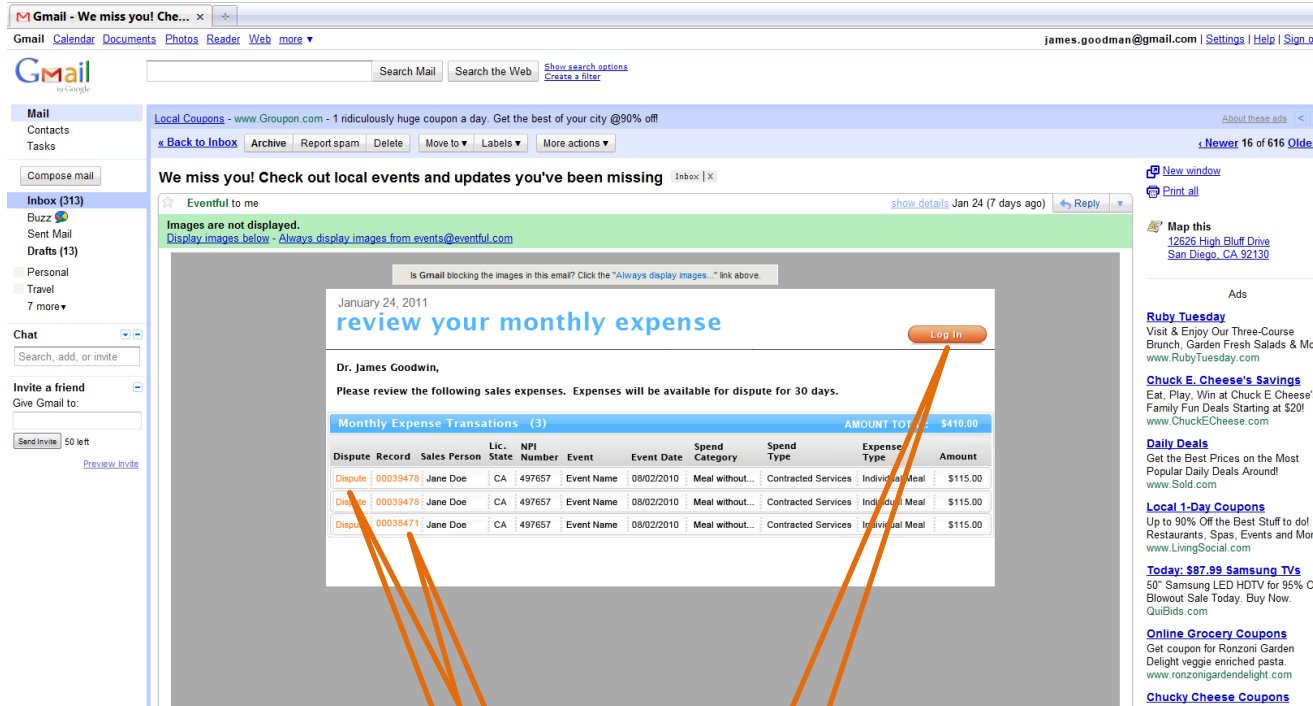 Gmail - We miss you! Che... ×
Gmail Calendar Documents Photos Reader Web more ▼
james.goodman@gmail.com | Settings | Help | Sign o
Gmail
by Google
Search Mail Search the Web Show search options
Create a filter
Mail
Contacts
Tasks
Compose mail
Inbox (313)
Buzz
Sent Mail
Drafts (13)
Personal
Travel
7 more▼
Chat
Search, add, or invite
Invite a friend
Give Gmail to:
Send Invite 50 left
Preview Invite
Local Coupons - www.Groupon.com - 1 ridiculously huge coupon a day. Get the best of your city @90% off!
About these ads <
« Back to Inbox Archive Report spam Delete Move to ▼ Labels ▼ More actions ▼
‹ Newer 16 of 616 Olde
We miss you! Check out local events and updates you've been missing Inbox | X
Eventful to me
show details Jan 24 (7 days ago) Reply
Images are not displayed.
Display images below - Always display images from events@eventful.com
Is Gmail blocking the images in this email? Click the "Always display images..." link above.
January 24, 2011
review your monthly expense
Log In
Dr. James Goodwin,
Please review the following sales expenses. Expenses will be available for dispute for 30 days.
Monthly Expense Transations (3) AMOUNT TOTAL: $410.00
Dispute Record Sales Person Lic. State NPI Number Event Event Date Spend Category Spend Type Expense Type Amount
Dispute 00039478 Jane Doe CA 497657 Event Name 08/02/2010 Meal without... Contracted Services Individual Meal $115.00
Dispute 00039478 Jane Doe CA 497657 Event Name 08/02/2010 Meal without... Contracted Services Individual Meal $115.00
Dispute 00038471 Jane Doe CA 497657 Event Name 08/02/2010 Meal without... Contracted Services Individual Meal $115.00
New window
Print all
Map this
12626 High Bluff Drive
San Diego, CA 92130
Ads
Ruby Tuesday
Visit & Enjoy Our Three-Course
Brunch, Garden Fresh Salads & Mo
www.RubyTuesday.com
Chuck E. Cheese's Savings
Eat, Play, Win at Chuck E Cheese'
Family Fun Deals Starting at $20!
www.ChuckECheese.com
Daily Deals
Get the Best Prices on the Most
Popular Daily Deals Around!
www.Sold.com
Local 1-Day Coupons
Up to 90% Off the Best Stuff to do!
Restaurants, Spas, Events and Mor
www.LivingSocial.com
Today: $87.99 Samsung TVs
50" Samsung LED HDTV for 95% O
Blowout Sale Today. Buy Now.
QuiBids.com
Online Grocery Coupons
Get coupon for Ronzoni Garden
Delight veggie enriched pasta.
www.ronzonigardendelight.com
Chucky Cheese Coupons